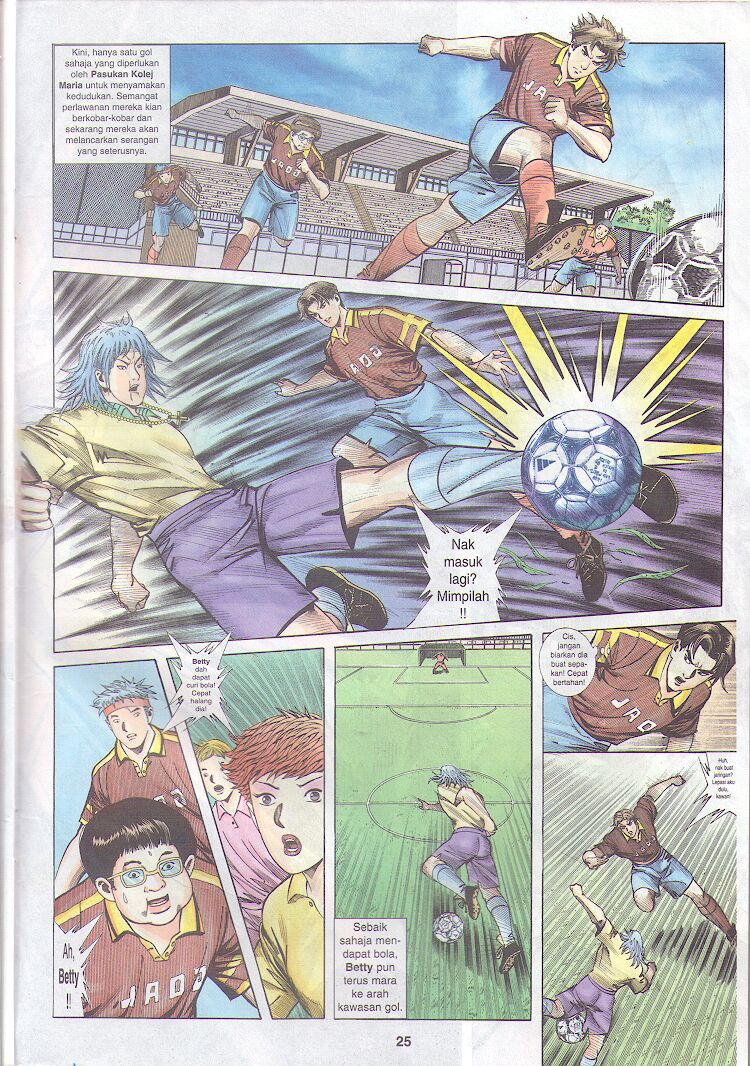 Kini, hanya satu gol
sahaja yang diperlukan
oleh Pasukan Kolej
Maria untuk menyamakan
kedudukan. Semangat
perlawanan mereka kian
berkobar-kobar dan
sekarang mereka akan
melancarkan serangan
yang seterusnya.
Nak
masuk
lagi?
Mimpilah
!!
Betty
dah
dapat
curi bola!
Cepat
halang
dia!
Ah,
Betty
!!
Sebaik
sahaja men-
dapat bola,
Betty pun
terus mara
ke arah
kawasan gol.
Cis,
jangan
biarkan dia
buat sepa-
kan! Cepat
bertahan!
Huh,
nak buat
jaringan?
Lepasi aku
dulu,
kawan!
25